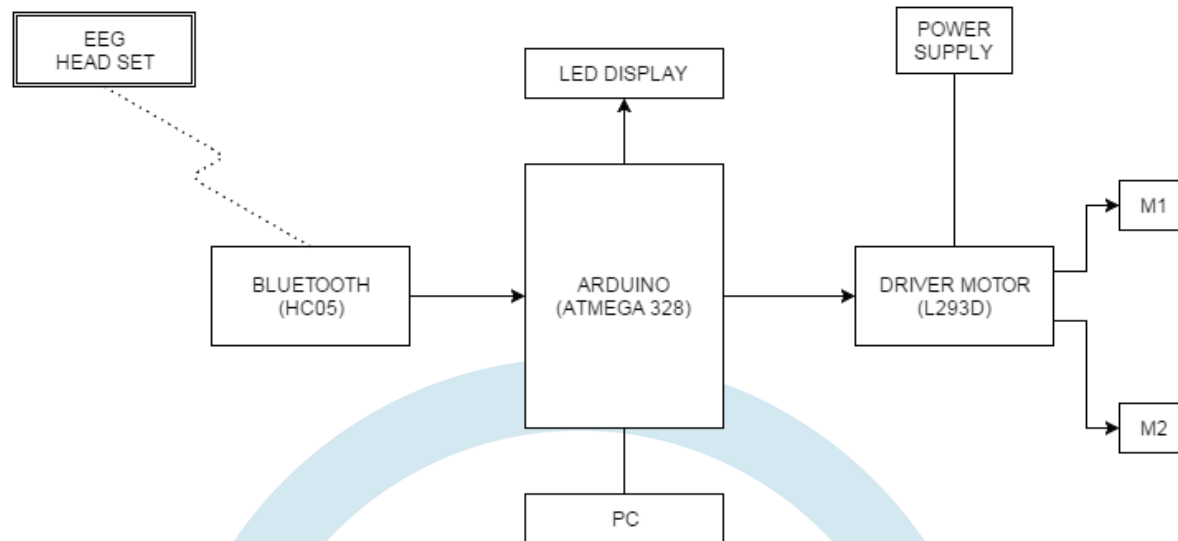 EEG
HEAD SET
POWER
SUPPLY
LED DISPLAY
M1
BLUETOOTH
(HC05)
ARDUINO
(ATMEGA 328)
DRIVER MOTOR
(L293D)
M2
PC